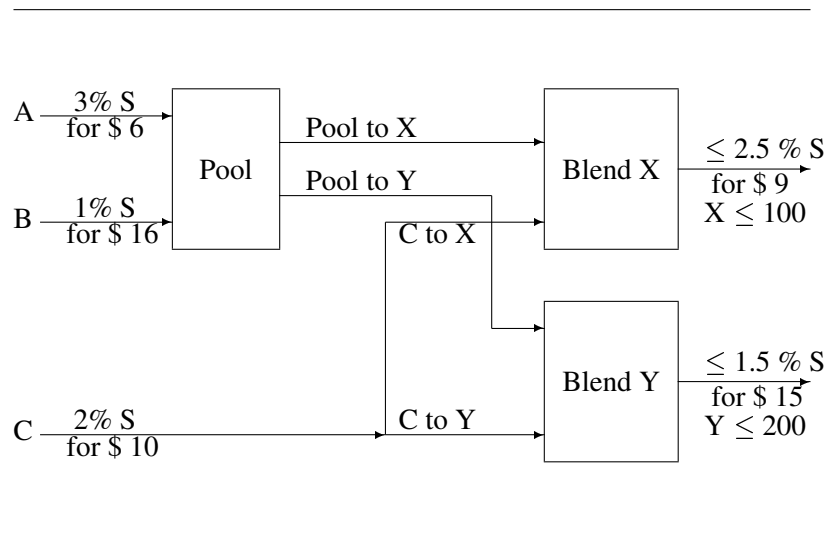 A
3% S
for $ 6
B
1% S
for $ 16
Pool
Pool to X
Pool to Y
C to X
Blend X
≤ 2.5 % S
for $ 9
X ≤ 100
C
2% S
for $ 10
C to Y
Blend Y
≤ 1.5 % S
for $ 15
Y ≤ 200